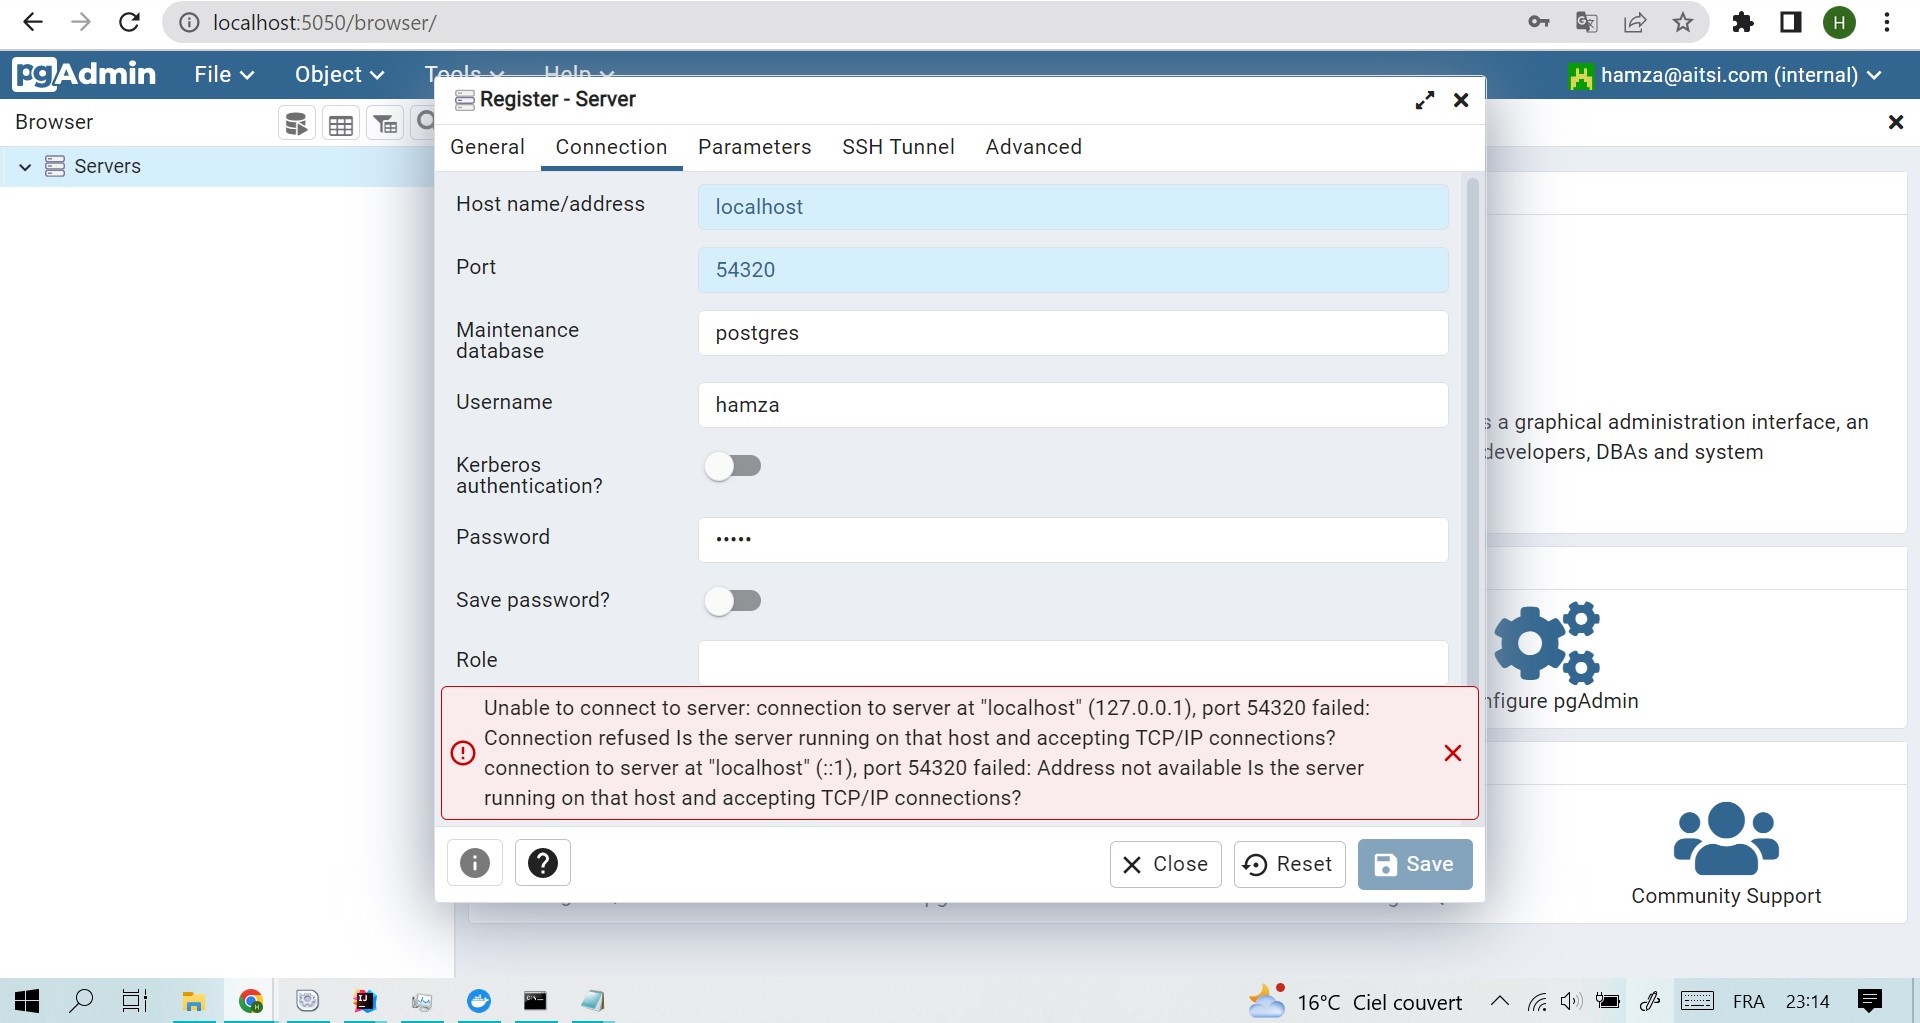 localhost:5050/browser/
H
pgAdmin
File
Object
Tools
Help
hamza@aitsi.com (internal)
Browser
Servers
Register - Server
General
Connection
Parameters
SSH Tunnel
Advanced
Host name/address
localhost
Port
54320
Maintenance
database
postgres
Username
hamza
Kerberos
authentication?
Password
•••••
Save password?
Role
Unable to connect to server: connection to server at "localhost" (127.0.0.1), port 54320 failed:
Connection refused Is the server running on that host and accepting TCP/IP connections?
connection to server at "localhost" (::1), port 54320 failed: Address not available Is the server
running on that host and accepting TCP/IP connections?
Close
Reset
Save
s a graphical administration interface, an
developers, DBAs and system
nfigure pgAdmin
Community Support
16°C Ciel couvert
FRA
23:14